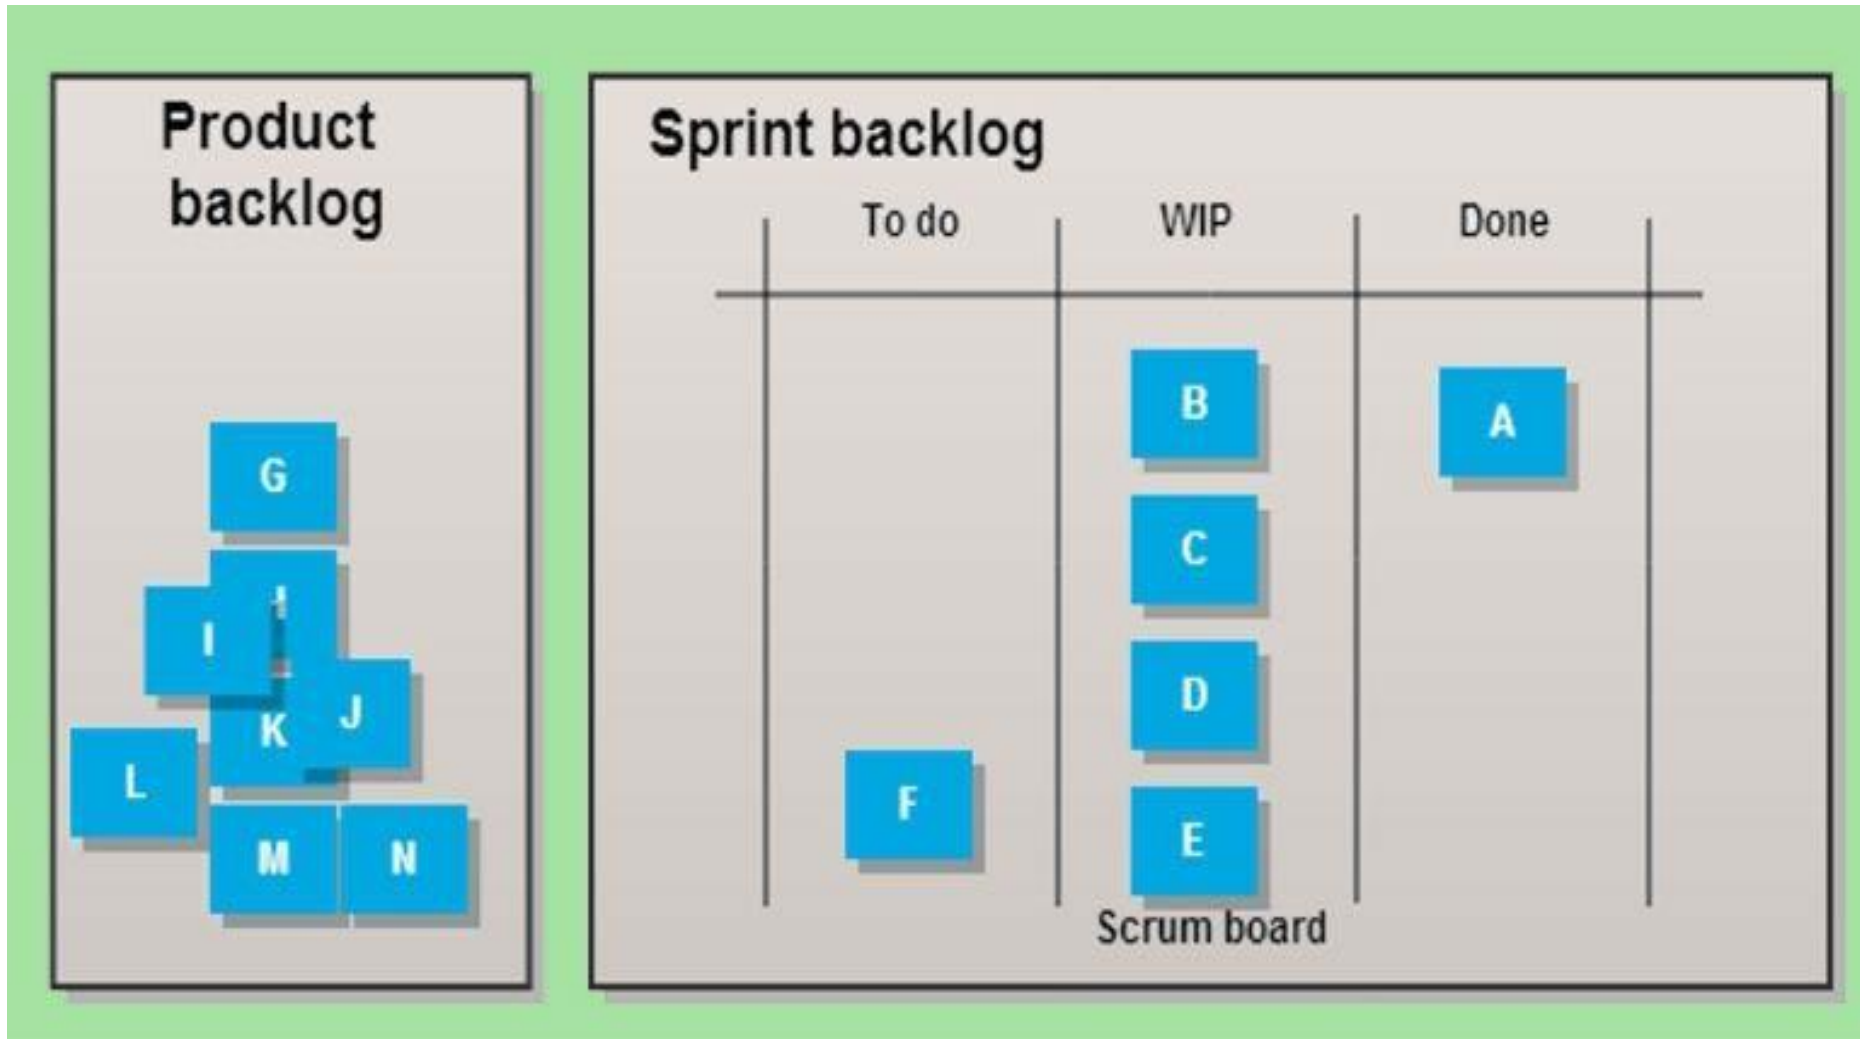 Product
backlog
G
I
J
K
L
M N
Sprint backlog
To do WIP Done
B
A
C
D
F
E
Scrum board